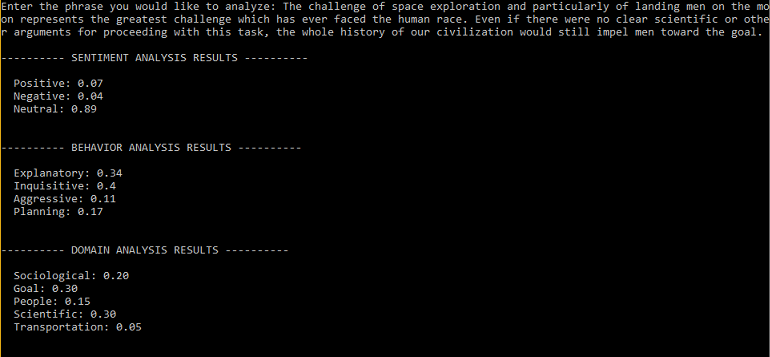 Enter the phrase you would like to analyze: The challenge of space exploration and particularly of landing men on the mo
on represents the greatest challenge which has ever faced the human race. Even if there were no clear scientific or othe
r arguments for proceeding with this task, the whole history of our civilization would still impel men toward the goal.
---------- SENTIMENT ANALYSIS RESULTS ----------
Positive: 0.07
Negative: 0.04
Neutral: 0.89
---------- BEHAVIOR ANALYSIS RESULTS ----------
Explanatory: 0.34
Inquisitive: 0.4
Aggressive: 0.11
Planning: 0.17
---------- DOMAIN ANALYSIS RESULTS ----------
Sociological: 0.20
Goal: 0.30
People: 0.15
Scientific: 0.30
Transportation: 0.05